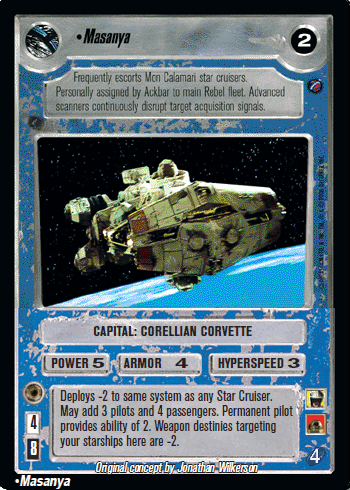 •Masanya
2
Frequently escorts Mon Calamari star cruisers.
Personally assigned by Ackbar to main Rebel fleet. Advanced
scanners continuously disrupt target acquisition signals.
CAPITAL: CORELLIAN CORVETTE
POWER 5
ARMOR 4
HYPERSPEED 3
Deploys -2 to same system as any Star Cruiser.
May add 3 pilots and 4 passengers. Permanent pilot
provides ability of 2. Weapon destinies targeting
your starships here are -2.
4
8
4
Original concept by Jonathan Wilkerson
•Masanya